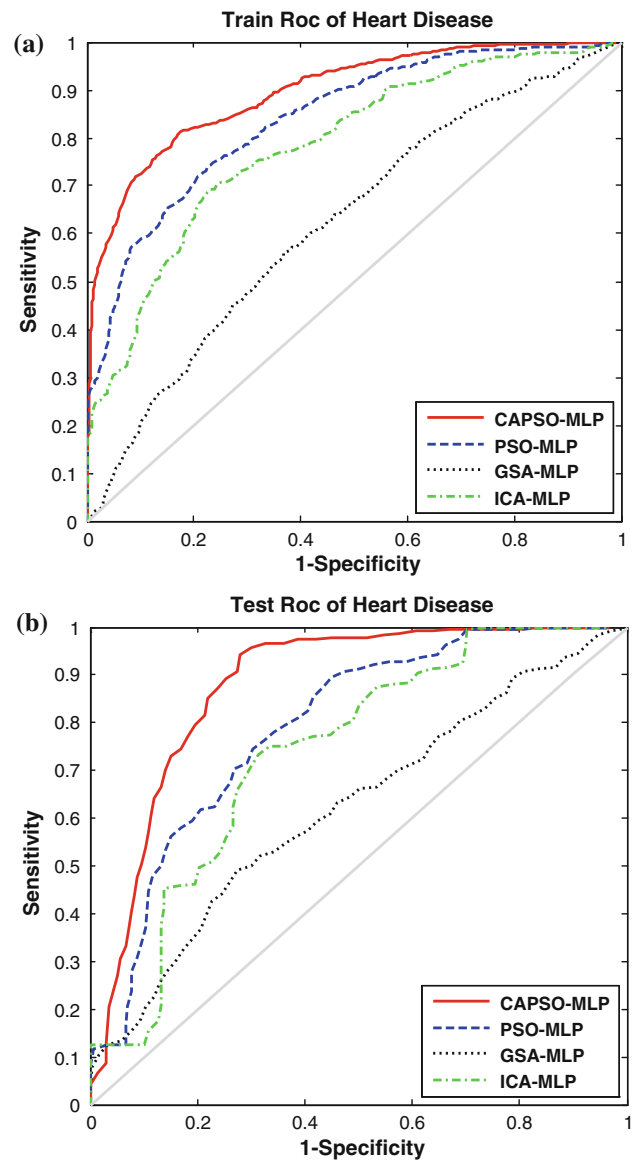 (a)
Train Roc of Heart Disease
1
0.9
0.8
0.7
0.6
0.5
0.4
0.3
0.2
0.1
0
Sensitivity
CAPSO-MLP
PSO-MLP
GSA-MLP
ICA-MLP
0 0.2 0.4 0.6 0.8 1
1-Specificity
(b)
Test Roc of Heart Disease
1
0.9
0.8
0.7
0.6
0.5
0.4
0.3
0.2
0.1
0
Sensitivity
CAPSO-MLP
PSO-MLP
GSA-MLP
ICA-MLP
0 0.2 0.4 0.6 0.8 1
1-Specificity